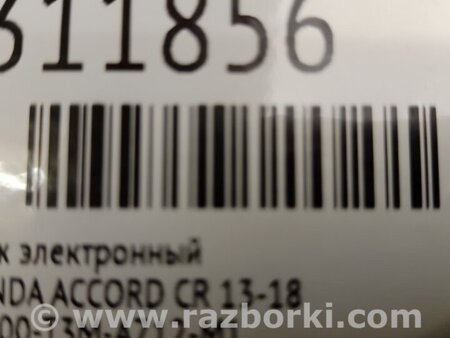 311856
к электронный
NDA ACCORD CR 13-18
© www.razborki.com